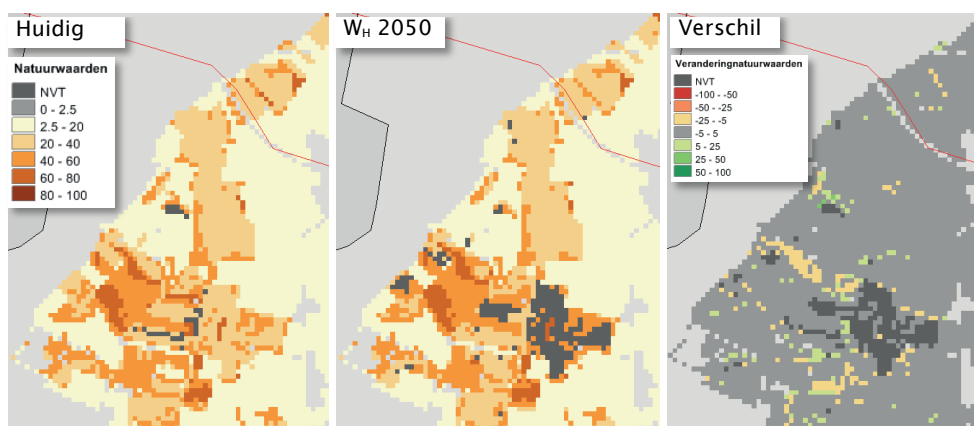 Huidig
Natuurwaarden
NVT
0 - 2.5
2.5 - 20
20 - 40
40 - 60
60 - 80
80 - 100
WH 2050
Verschil
Veranderingnatuurwaarden
NVT
-100 - -50
-50 - -25
-25 - -5
-5 - 5
5 - 25
25 - 50
50 - 100